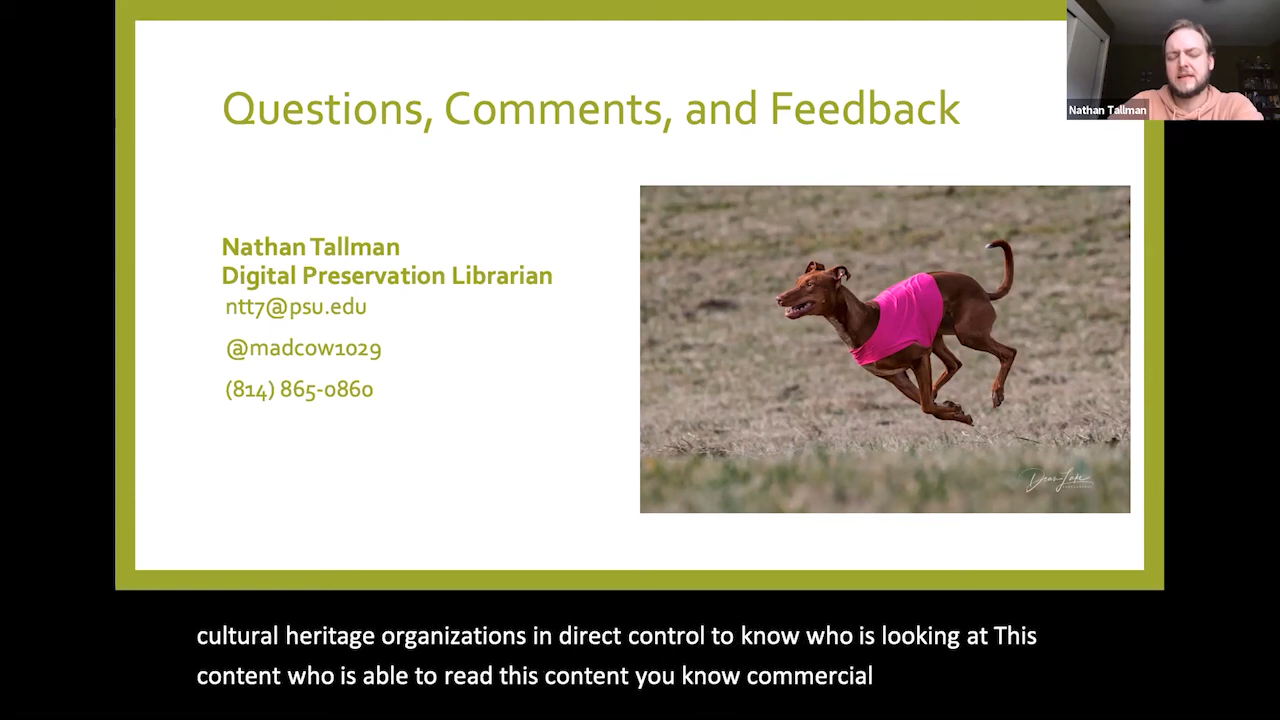 Questions, Comments, and Feedback
Nathan Tallman
Nathan Tallman
Digital Preservation Librarian
ntt7@psu.edu
@madcow1029
(814) 865-0860
cultural heritage organizations in direct control to know who is looking at This
content who is able to read this content you know commercial